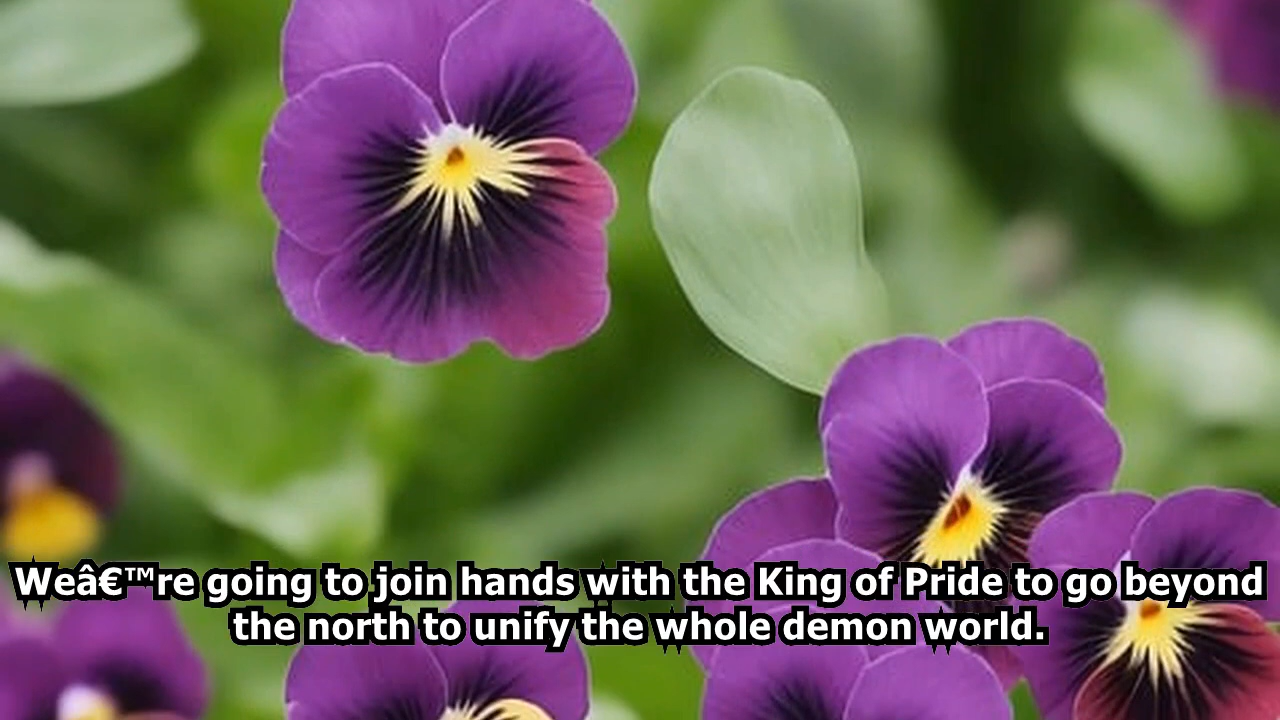 Weâ€™re going to join hands with the King of Pride to go beyond
the north to unify the whole demon world.